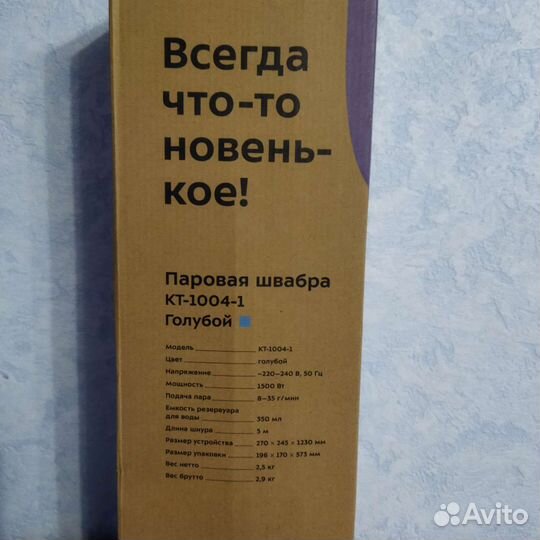 Всегда
что-то
новень-
кое!
Паровая швабра
КТ-1004-1
Голубой
Модель КТ-1004-1
Цвет голубой
Напряжение ~220-240 В, 50 Гц
Мощность 1500 Вт
Подача пара 8-35 г/мин
Емкость резервуара
для воды 350 мл
Длина шнура 5 м
Размер устройства 270 × 245 × 1230 мм
Размер упаковки 196 × 170 × 573 мм
Вес нетто 2,5 кг
Вес брутто 2,9 кг
Avito